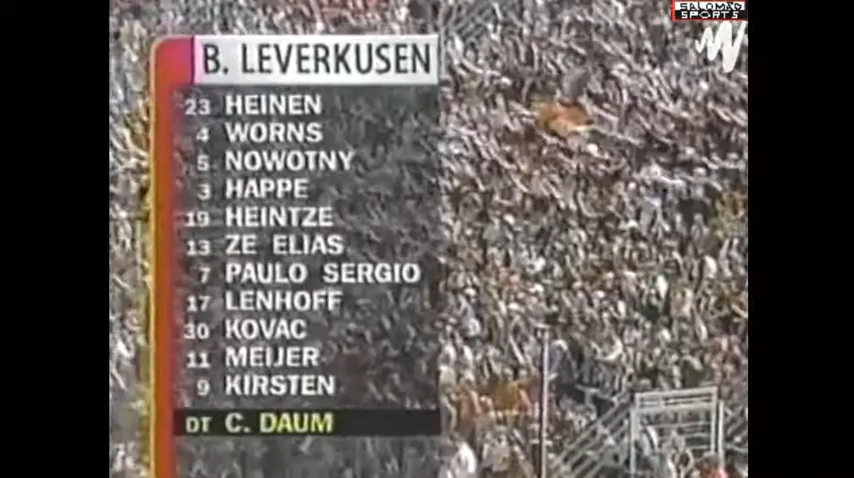 SALOMÃO
SPORTS
B. LEVERKUSEN
23 HEINEN
4 WORNS
5 NOWOTNY
3 HAPPE
19 HEINTZE
13 ZE ELIAS
7 PAULO SERGIO
17 LENHOFF
30 KOVAC
11 MEIJER
9 KIRSTEN
DT C. DAUM